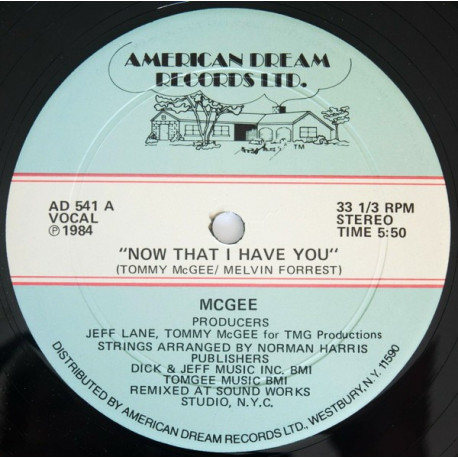 AMERICAN DREAM
RECORDS LTD.
TM
AD 541 A
VOCAL
℗ 1984
33 1/3 RPM
STEREO
TIME 5:50
"NOW THAT I HAVE YOU"
(TOMMY McGEE/ MELVIN FORREST)
MCGEE
PRODUCERS
JEFF LANE, TOMMY McGEE for TMG Productions
STRINGS ARRANGED BY NORMAN HARRIS
PUBLISHERS
DICK & JEFF MUSIC INC. BMI
TOMGEE MUSIC BMI
REMIXED AT SOUND WORKS
STUDIO, N.Y.C.
DISTRIBUTED BY AMERICAN DREAM RECORDS LTD., WESTBURY, N.Y. 11590